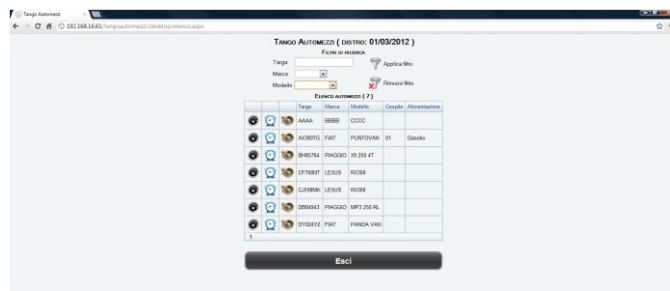 Tango Automezzi
192.168.16.61/tangoautomezzi/desktop/elenco.aspx
TANGO AUTOMEZZI ( DISTRO: 01/03/2012 )
FILTRI DI RICERCA
Targa
Applica filtro
Marca
Modello
Rimuovi filtro
ELENCO AUTOMEZZI ( 7 )
Targa Marca Modello Cespite Alimentazione
AAAA BBBB CCCC
FIAT PUNTOVAN 01 Gasolio
PIAGGIO X9 250 4T
LEXUS RX300
LEXUS RX300
PIAGGIO MP3 250 RL
FIAT PANDA VAN
1
Esci